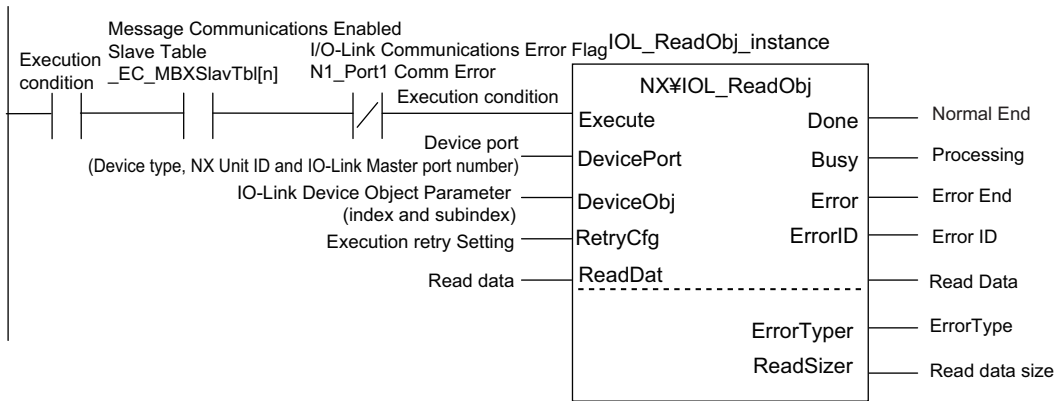 Message Communications Enabled
Slave Table
_EC_MBXSlavTbl[n]
Execution
condition
I/O-Link Communications Error Flag
N1_Port1 Comm Error
IOL_ReadObj_instance
NX¥IOL_ReadObj
Execution condition
Execute
Done
Normal End
Device port
(Device type, NX Unit ID and IO-Link Master port number)
DevicePort
Busy
Processing
IO-Link Device Object Parameter
(index and subindex)
DeviceObj
Error
Error End
Execution retry Setting
RetryCfg
ErrorID
Error ID
Read data
ReadDat
Read Data
ErrorTyper
ErrorType
ReadSizer
Read data size